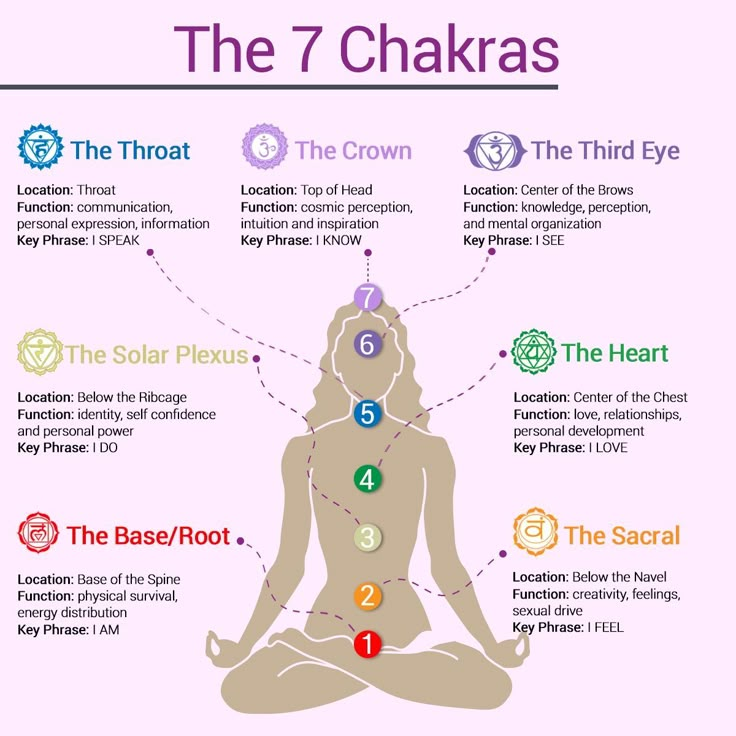 The 7 Chakras
The Throat
Location: Throat
Function: communication,
personal expression, information
Key Phrase: I SPEAK
The Crown
Location: Top of Head
Function: cosmic perception,
intuition and inspiration
Key Phrase: I KNOW
The Third Eye
Location: Center of the Brows
Function: knowledge, perception,
and mental organization
Key Phrase: I SEE
7
6
The Solar Plexus
Location: Below the Ribcage
Function: identity, self confidence
and personal power
Key Phrase: I DO
The Heart
Location: Center of the Chest
Function: love, relationships,
personal development
Key Phrase: I LOVE
5
4
3
The Base/Root
Location: Base of the Spine
Function: physical survival,
energy distribution
Key Phrase: I AM
The Sacral
Location: Below the Navel
Function: creativity, feelings,
sexual drive
Key Phrase: I FEEL
2
1